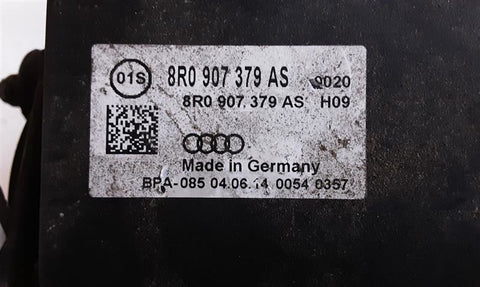 01S 8R0 907 379 AS 0020
8R0 907 379 AS H09
Made in Germany
BPA-085 04.06.14 0054 0357